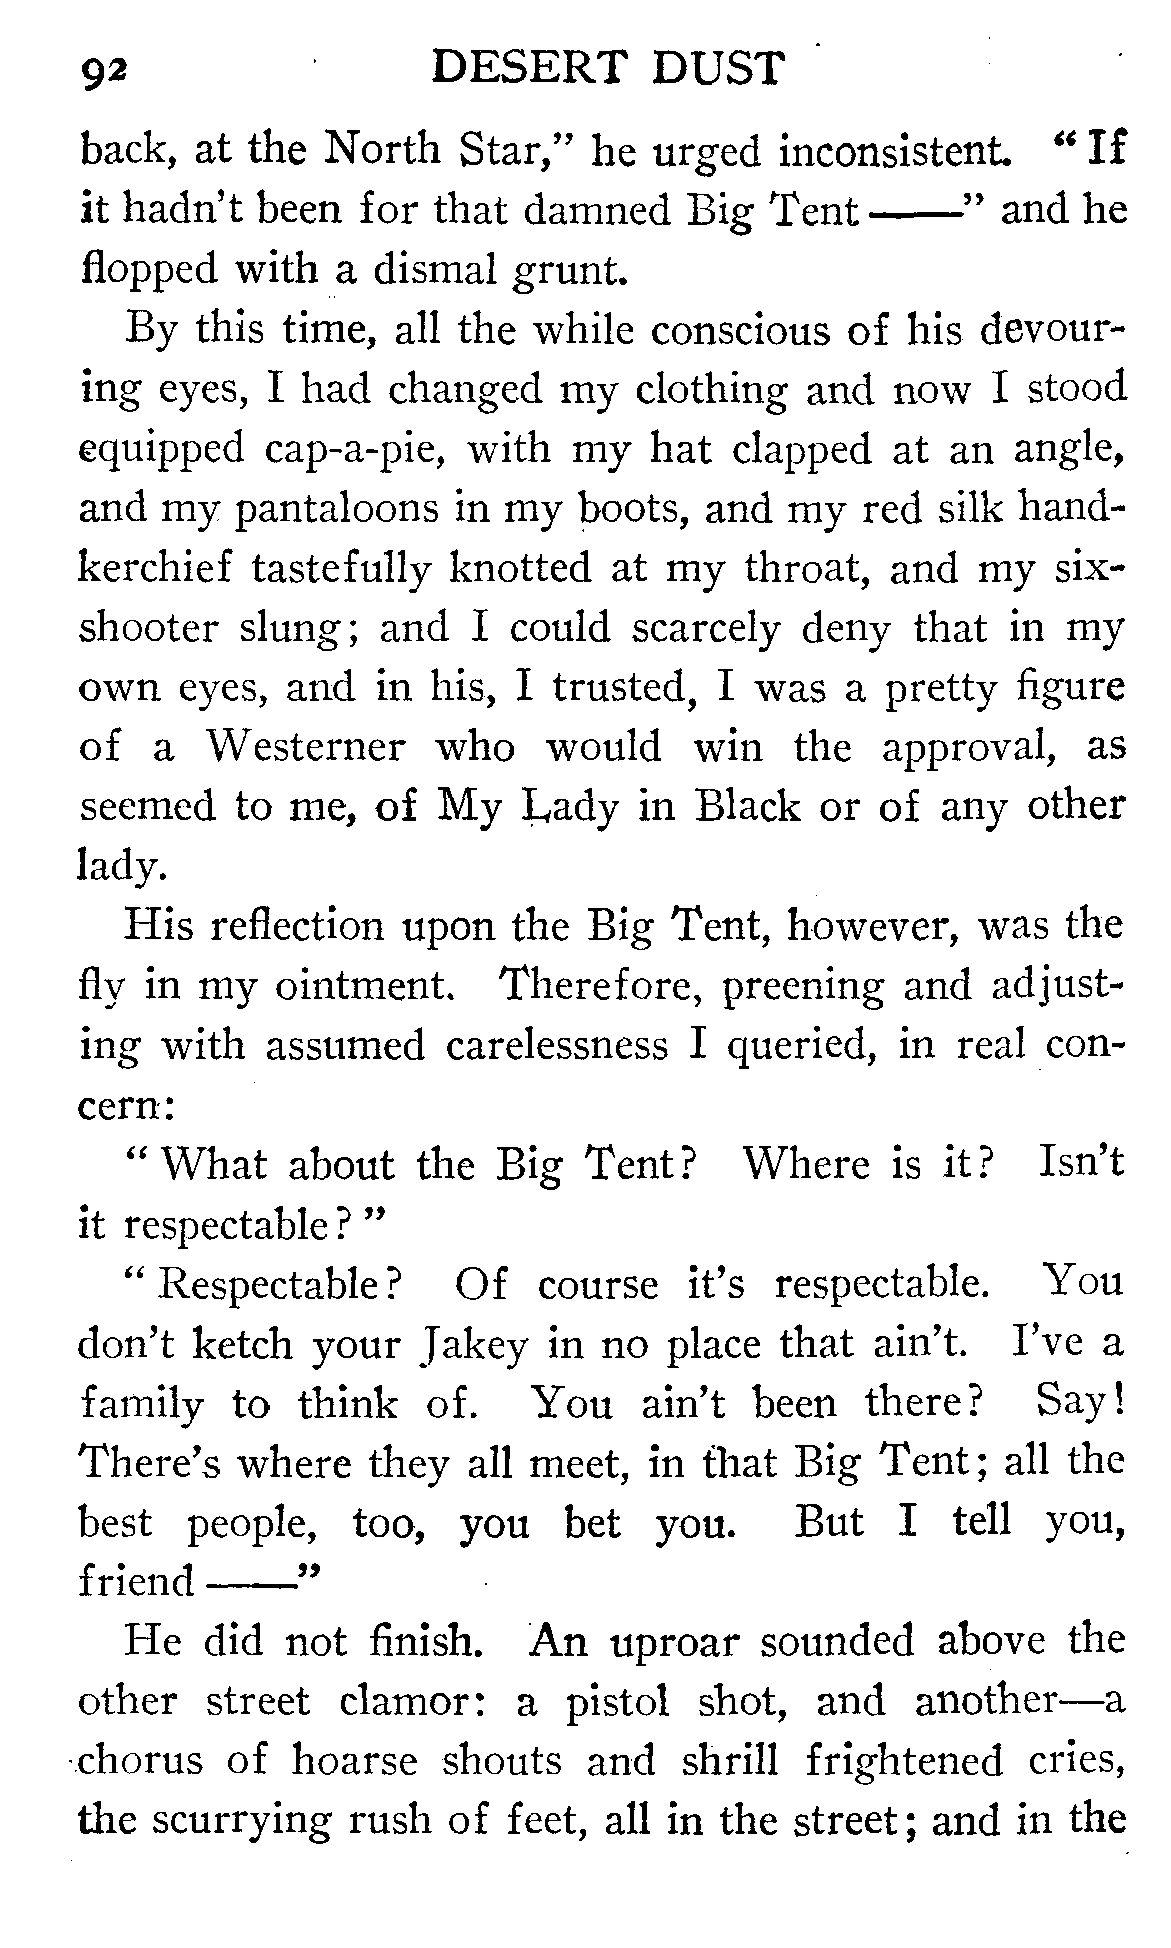 92 DESERT DUST
back, at the North Star,” he urged inconsistent. “ If
it hadn’t been for that damned Big Tent ——” and he
flopped with a dismal grunt.
By this time, all the while conscious of his devour-
ing eyes, I had changed my clothing and now I stood
equipped cap-a-pie, with my hat clapped at an angle,
and my pantaloons in my boots, and my red silk hand-
kerchief tastefully knotted at my throat, and my six-
shooter slung; and I could scarcely deny that in my
own eyes, and in his, I trusted, I was a pretty figure
of a Westerner who would win the approval, as
seemed to me, of My Lady in Black or of any other
lady.
His reflection upon the Big Tent, however, was the
fly in my ointment. Therefore, preening and adjust-
ing with assumed carelessness I queried, in real con-
cern:
“ What about the Big Tent? Where is it? Isn’t
it respectable? ”
“ Respectable? Of course it’s respectable. You
don’t ketch your Jakey in no place that ain’t. I’ve a
family to think of. You ain’t been there? Say!
There’s where they all meet, in that Big Tent; all the
best people, too, you bet you. But I tell you,
friend ——”
He did not finish. An uproar sounded above the
other street clamor: a pistol shot, and another—a
chorus of hoarse shouts and shrill frightened cries,
the scurrying rush of feet, all in the street; and in the